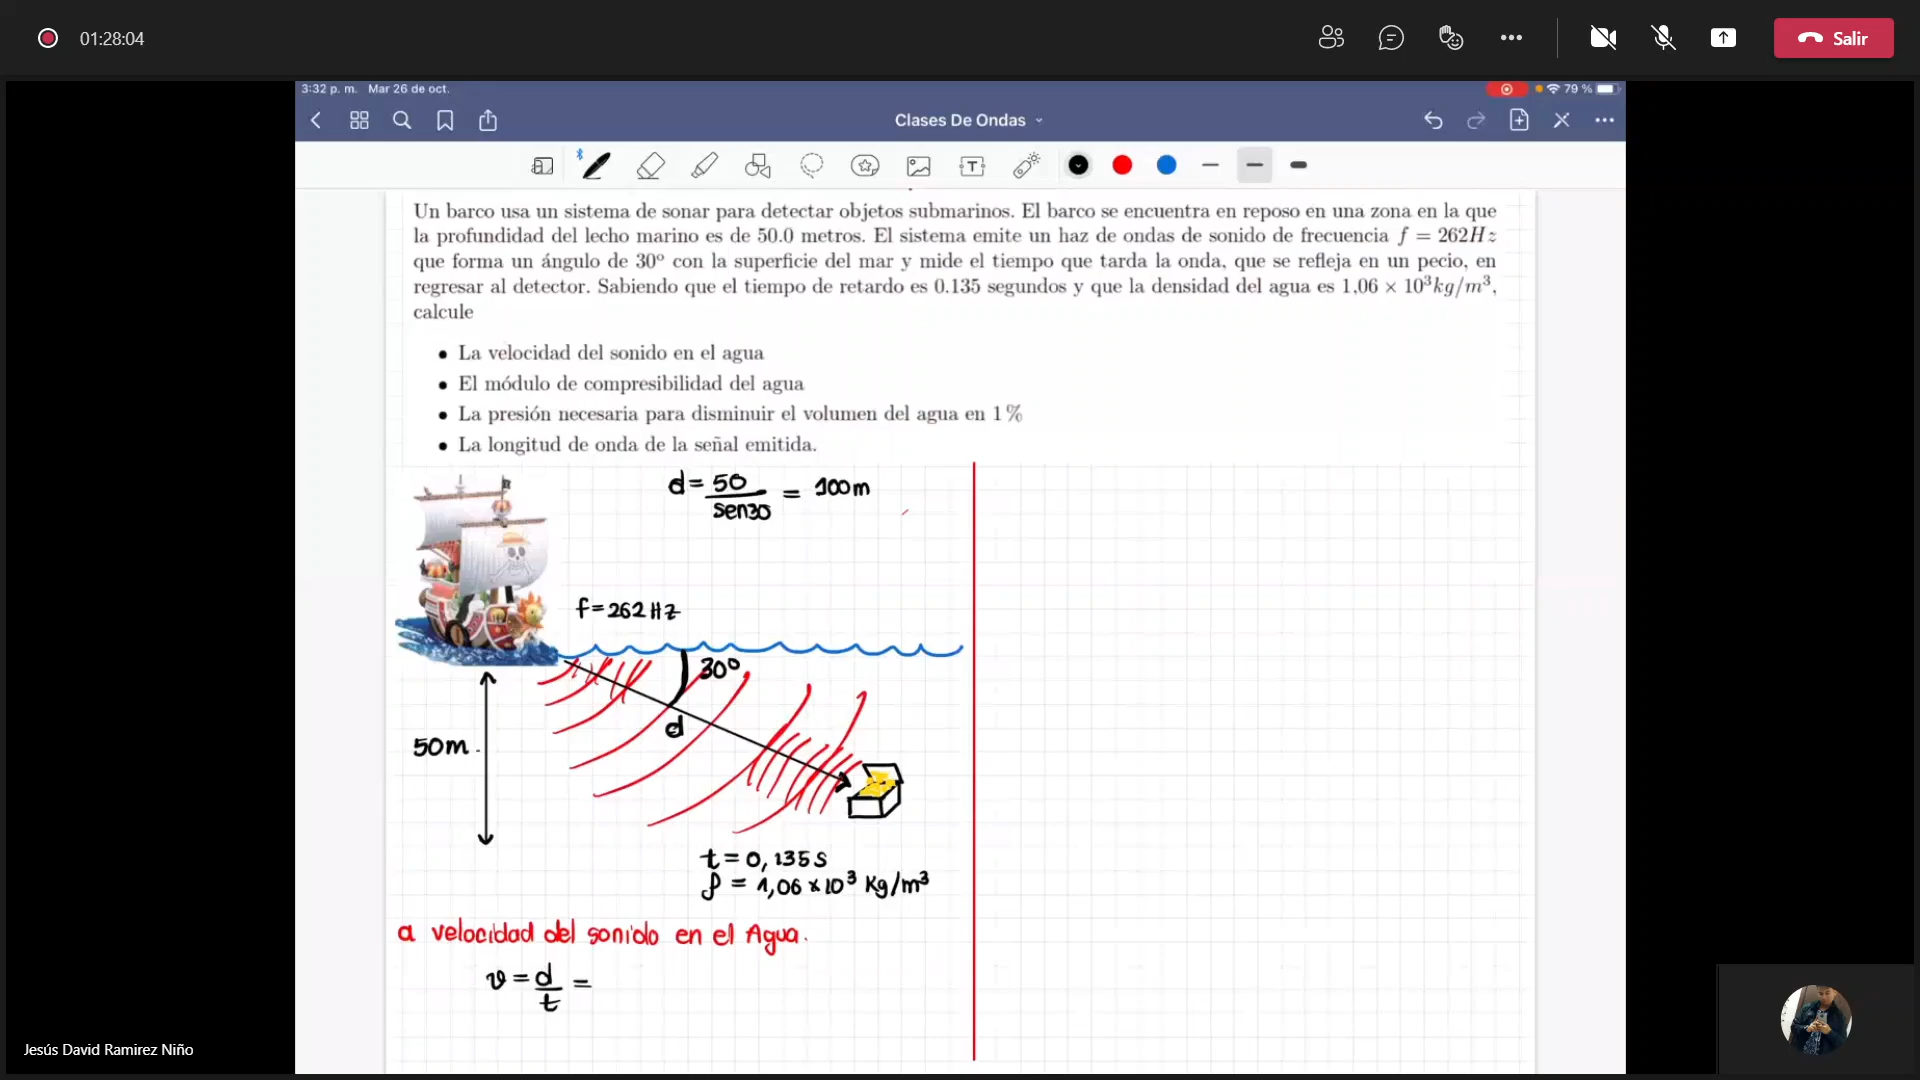 01:28:04
Salir
3:32 p. m. Mar 26 de oct.
79 %
Clases De Ondas
Un barco usa un sistema de sonar para detectar objetos submarinos. El barco se encuentra en reposo en una zona en la que
la profundidad del lecho marino es de 50.0 metros. El sistema emite un haz de ondas de sonido de frecuencia f = 262Hz
que forma un ángulo de 30º con la superficie del mar y mide el tiempo que tarda la onda, que se refleja en un pecio, en
regresar al detector. Sabiendo que el tiempo de retardo es 0.135 segundos y que la densidad del agua es 1,06 × 10³kg/m³,
calcule
• La velocidad del sonido en el agua
• El módulo de compresibilidad del agua
• La presión necesaria para disminuir el volumen del agua en 1 %
• La longitud de onda de la señal emitida.
d = 50 / sen30 = 100m
f=262Hz
30º
d
50m.
t = 0,135 s
ρ = 1,06 × 10³ Kg/m³
a velocidad del sonido en el Agua.
v = d/t =
Jesús David Ramirez Niño